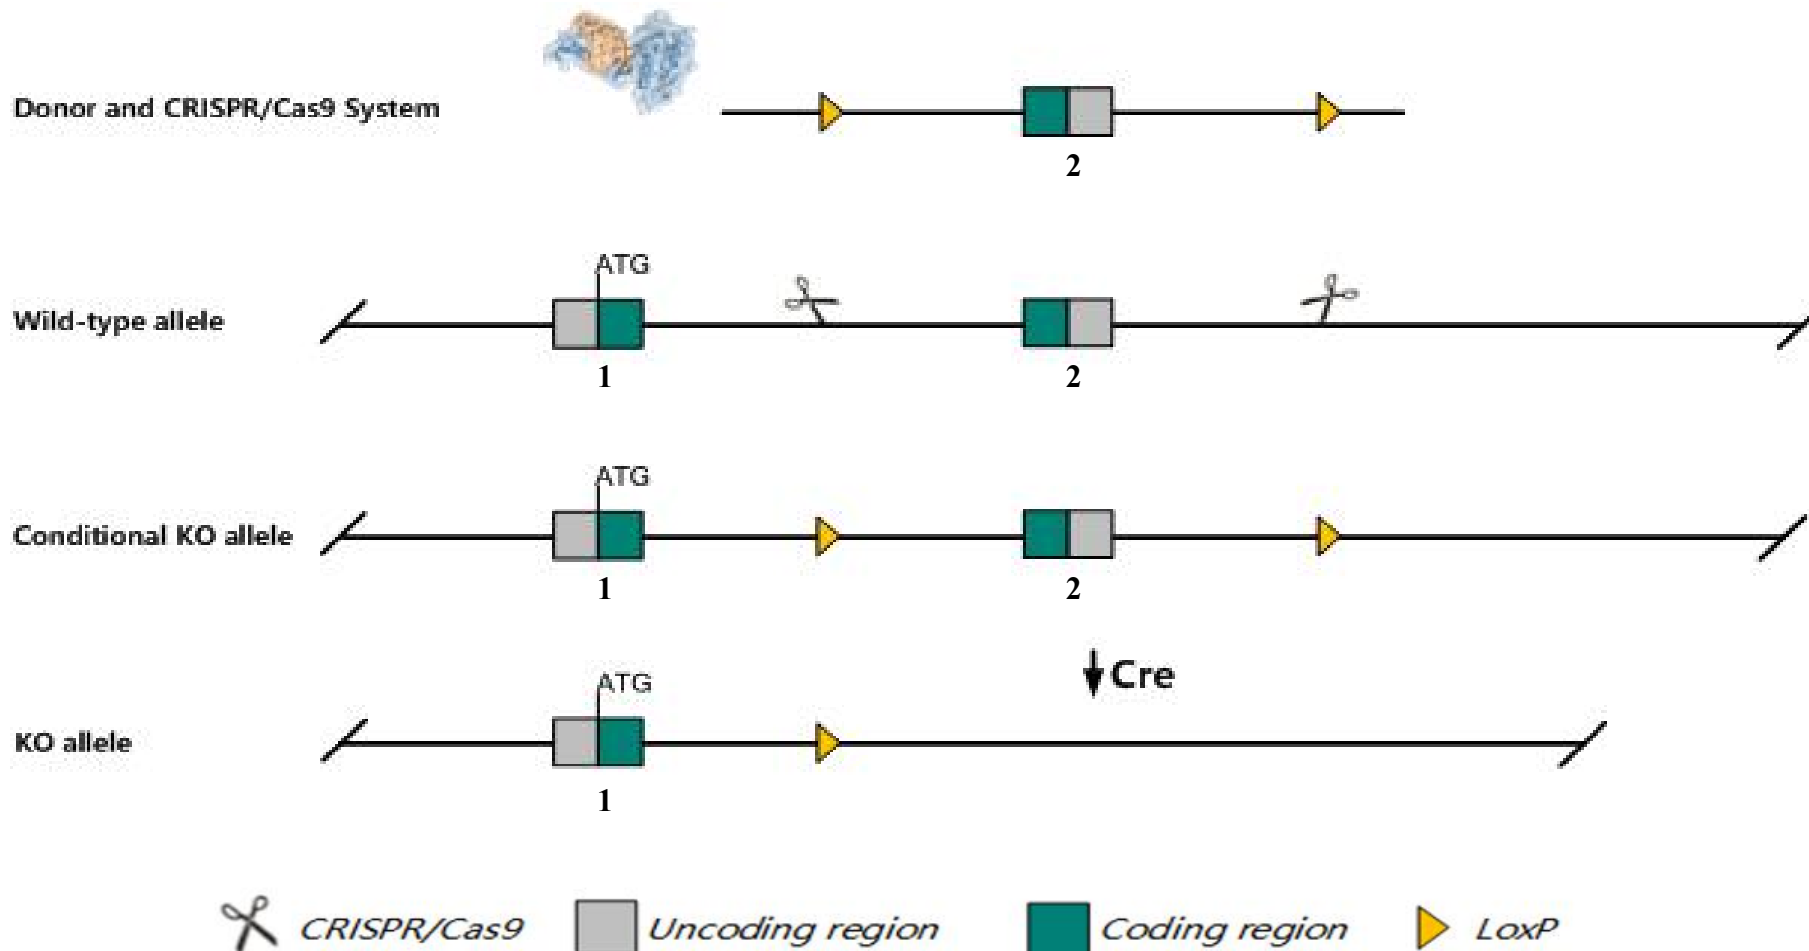 Donor and CRISPR/Cas9 System
2
ATG
Wild-type allele
1
2
ATG
Conditional KO allele
1
2
Cre
ATG
KO allele
1
CRISPR/Cas9
Uncoding region
Coding region
LoxP